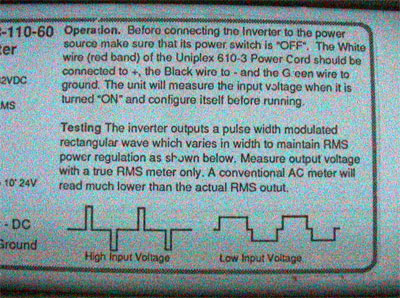 -110-60
Operation. Before connecting the Inverter to the power
source make sure that its power switch is "OFF". The White
wire (red band) of the Uniplex 610-3 Power Cord should be
connected to +, the Black wire to - and the Green wire to
ground. The unit will measure the input voltage when it is
turned "ON" and configure itself before running.
ter
2VDC
MS
Testing The inverter outputs a pulse width modulated
rectangular wave which varies in width to maintain RMS
power regulation as shown below. Measure output voltage
with a true RMS meter only. A conventional AC meter will
read much lower than the actual RMS outut.
10' 24V
- DC
Ground
High Input Voltage
Low Input Voltage